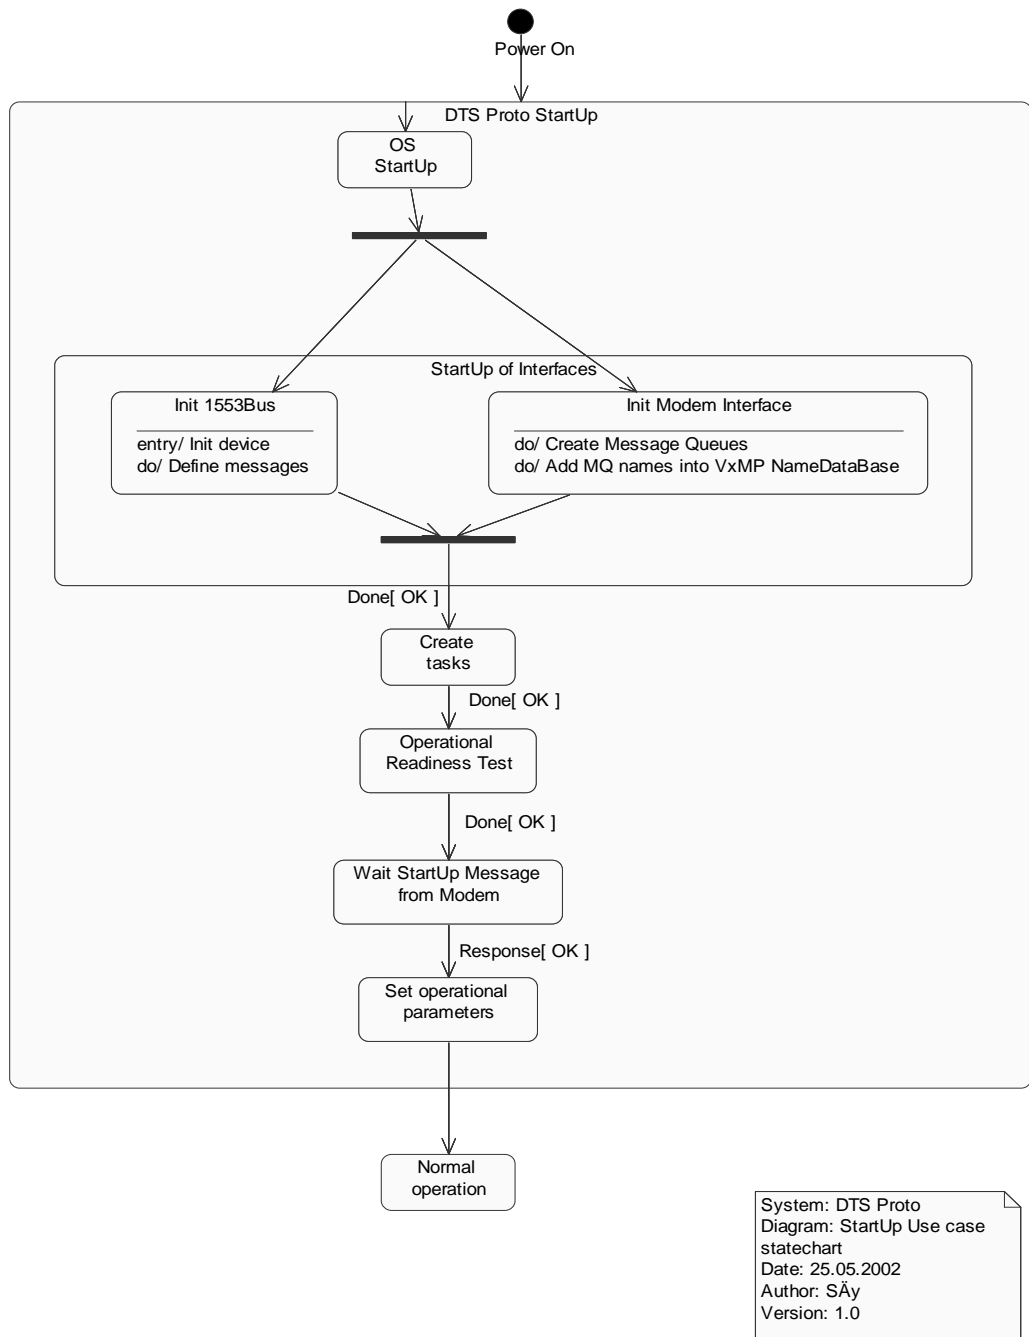 Power On
DTS Proto StartUp
OS
StartUp
StartUp of Interfaces
Init 1553Bus
entry/ Init device
do/ Define messages
Init Modem Interface
do/ Create Message Queues
do/ Add MQ names into VxMP NameDataBase
Done[ OK ]
Create
tasks
Done[ OK ]
Operational
Readiness Test
Done[ OK ]
Wait StartUp Message
from Modem
Response[ OK ]
Set operational
parameters
Normal
operation
System: DTS Proto
Diagram: StartUp Use case
statechart
Date: 25.05.2002
Author: SÄy
Version: 1.0